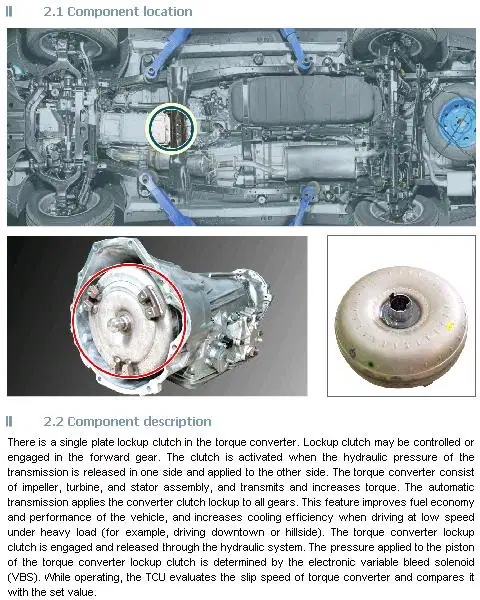 2.1 Component location
2.2 Component description
There is a single plate lockup clutch in the torque converter. Lockup clutch may be controlled or
engaged in the forward gear. The clutch is activated when the hydraulic pressure of the
transmission is released in one side and applied to the other side. The torque converter consist
of impeller, turbine, and stator assembly, and transmits and increases torque. The automatic
transmission applies the converter clutch lockup to all gears. This feature improves fuel economy
and performance of the vehicle, and increases cooling efficiency when driving at low speed
under heavy load (for example, driving downtown or hillside). The torque converter lockup
clutch is engaged and released through the hydraulic system. The pressure applied to the piston
of the torque converter lockup clutch is determined by the electronic variable bleed solenoid
(VBS). While operating, the TCU evaluates the slip speed of torque converter and compares it
with the set value.